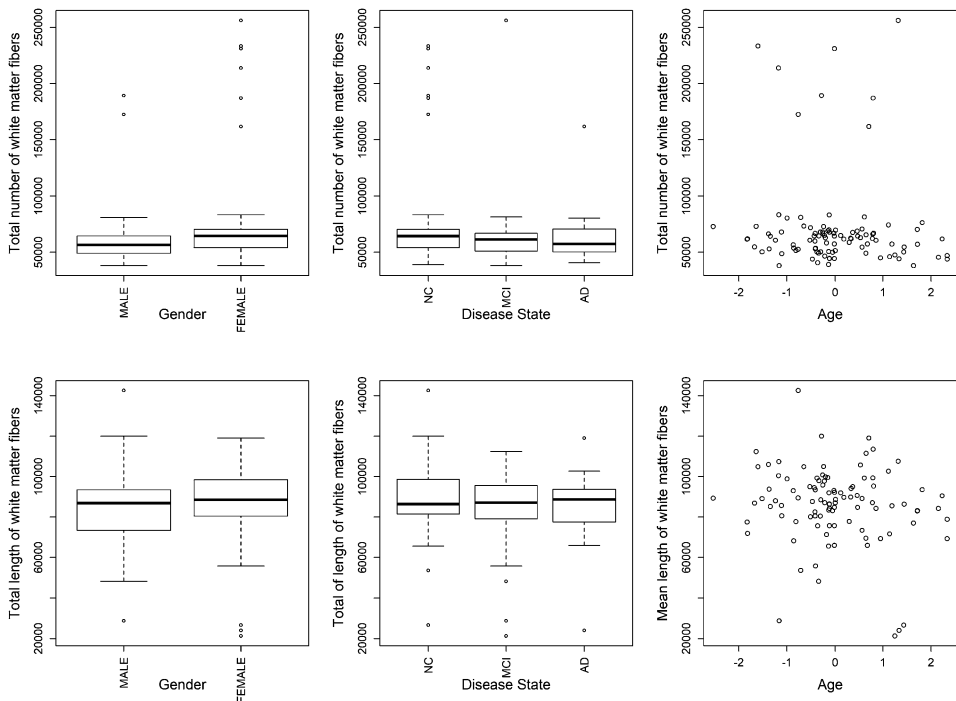 Total number of white matter fibers
50000
100000
150000
200000
250000
MALE
FEMALE
Gender
Total number of white matter fibers
50000
100000
150000
200000
250000
NC
MCI
AD
Disease State
Total number of white matter fibers
50000
100000
150000
200000
250000
-2
-1
0
1
2
Age
Total length of white matter fibers
20000
60000
100000
140000
MALE
FEMALE
Gender
Total of length of white matter fibers
20000
60000
100000
140000
NC
MCI
AD
Disease State
Mean length of white matter fibers
20000
60000
100000
140000
-2
-1
0
1
2
Age